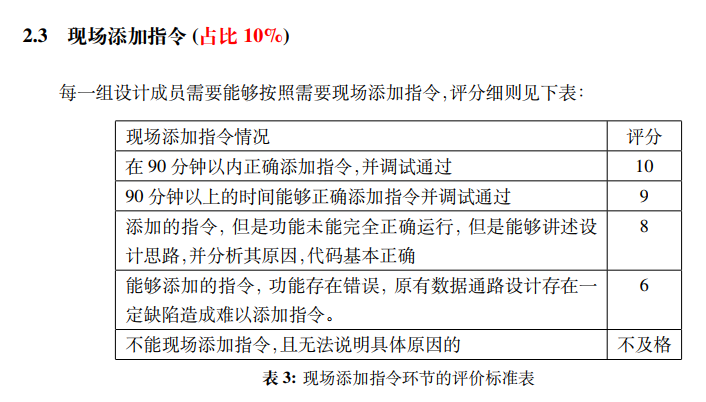 2.3 现场添加指令 (占比 10%)
每一组设计成员需要能够按照需要现场添加指令,评分细则见下表：
现场添加指令情况 评分
在 90 分钟以内正确添加指令,并调试通过 10
90 分钟以上的时间能够正确添加指令并调试通过 9
添加的指令, 但是功能未能完全正确运行, 但是能够讲述设 8
计思路,并分析其原因,代码基本正确
能够添加的指令, 功能存在错误, 原有数据通路设计存在一 6
定缺陷造成难以添加指令。
不能现场添加指令,且无法说明具体原因的 不及格
表 3: 现场添加指令环节的评价标准表